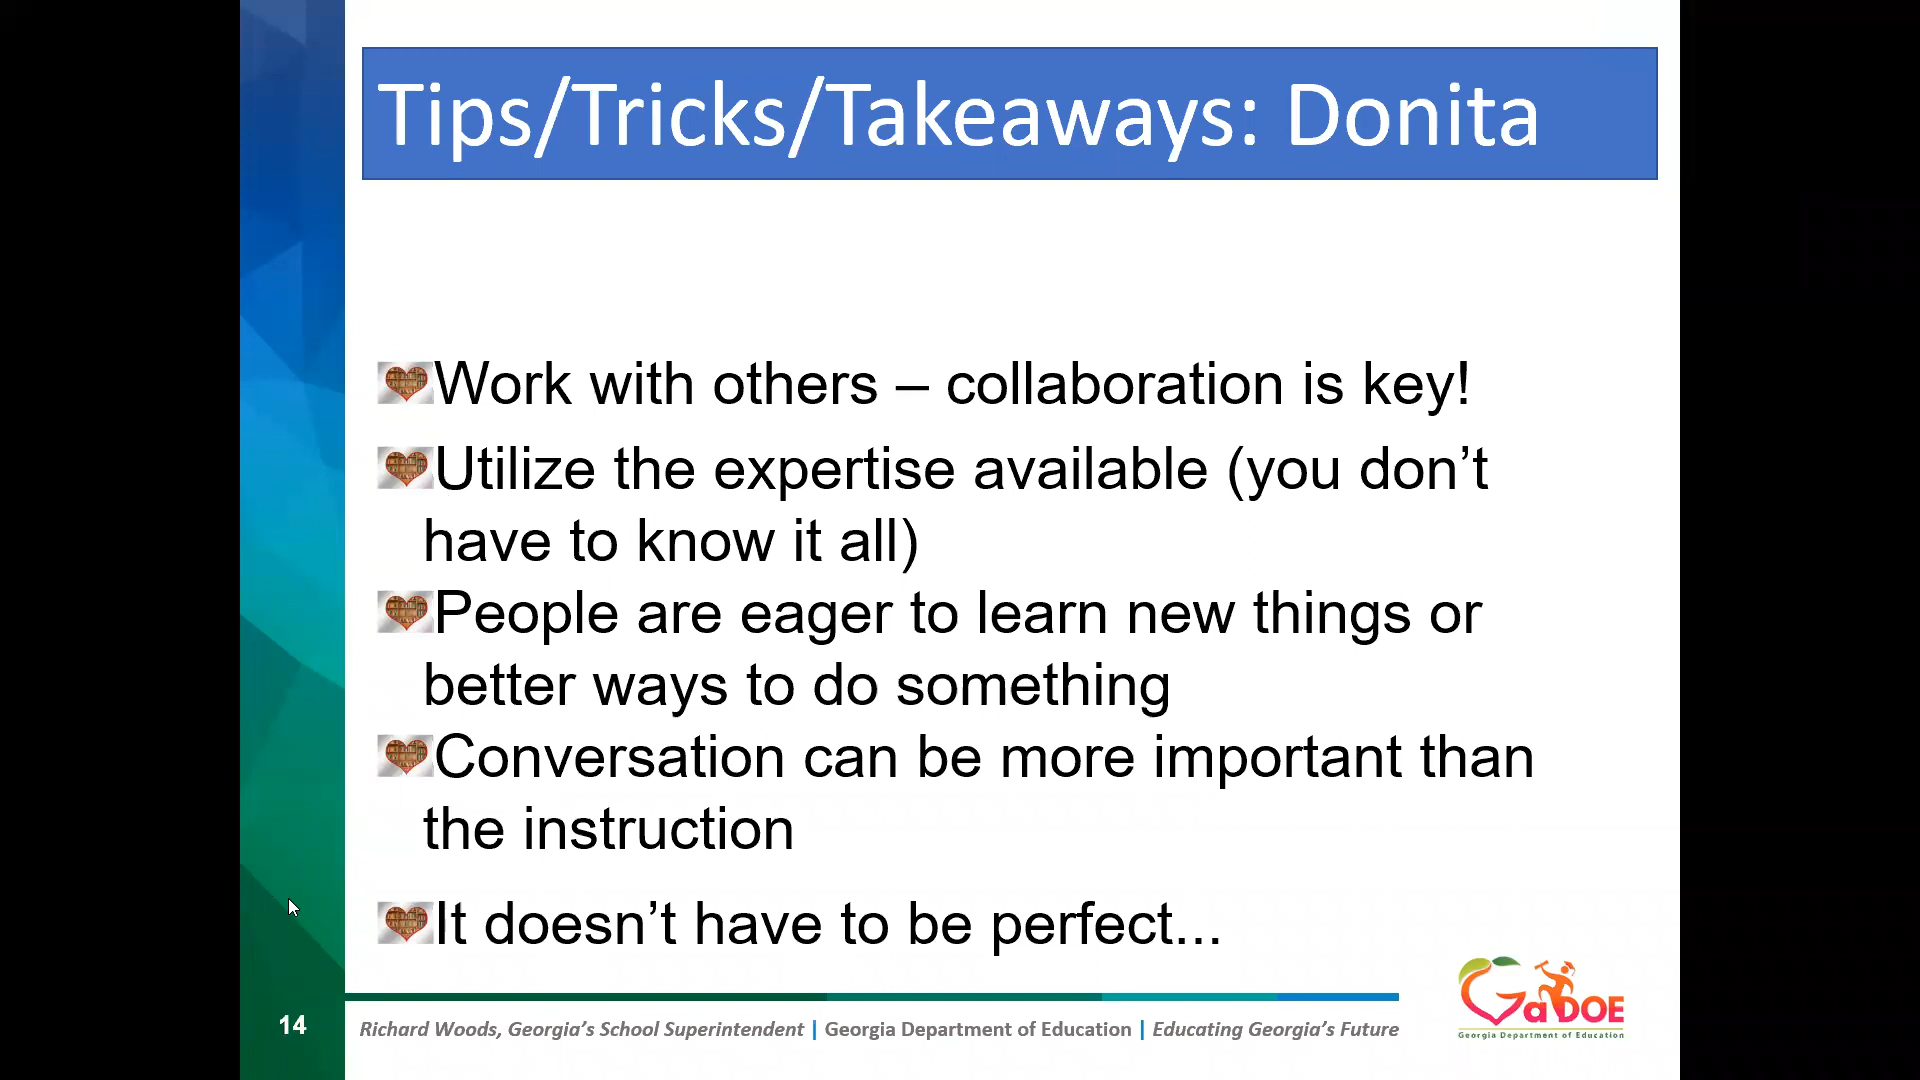 Tips/Tricks/Takeaways: Donita
Work with others – collaboration is key!
Utilize the expertise available (you don’t
have to know it all)
People are eager to learn new things or
better ways to do something
Conversation can be more important than
the instruction
It doesn’t have to be perfect...
14
Richard Woods, Georgia’s School Superintendent | Georgia Department of Education | Educating Georgia’s Future
GaDOE
Georgia Department of Education